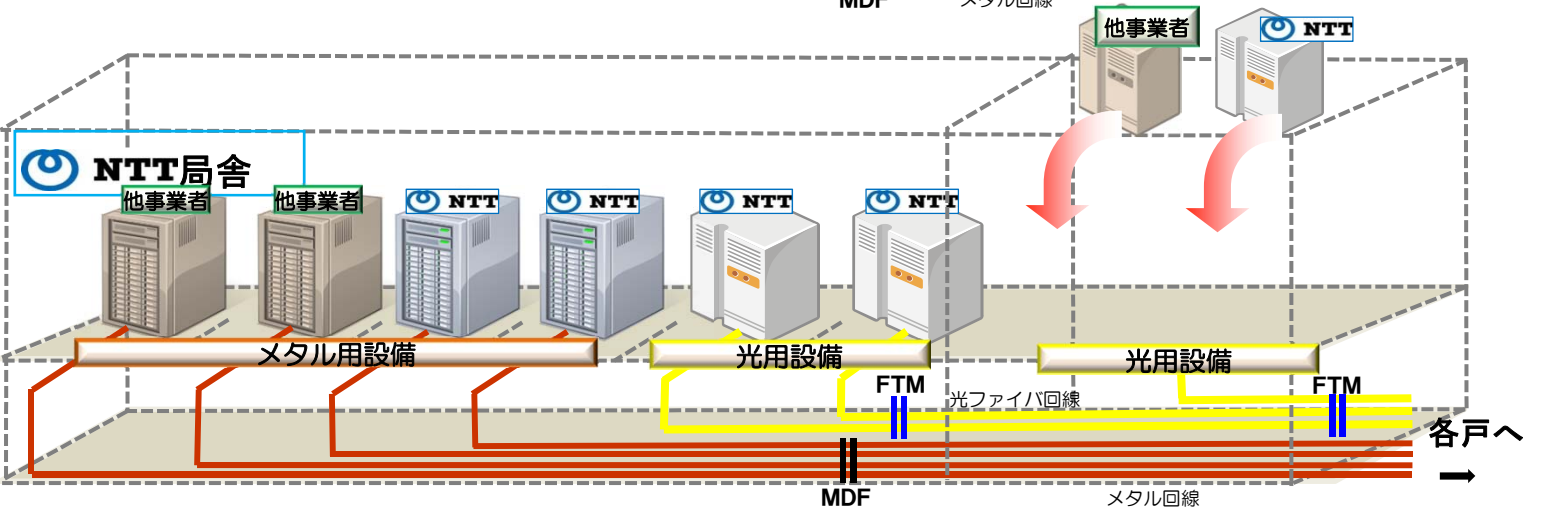 MDF
メタル回線
他事業者
NTT
NTT局舎
他事業者
他事業者
NTT
NTT
NTT
NTT
メタル用設備
光用設備
光用設備
FTM
光ファイバ回線
FTM
各戸へ
→
MDF
メタル回線